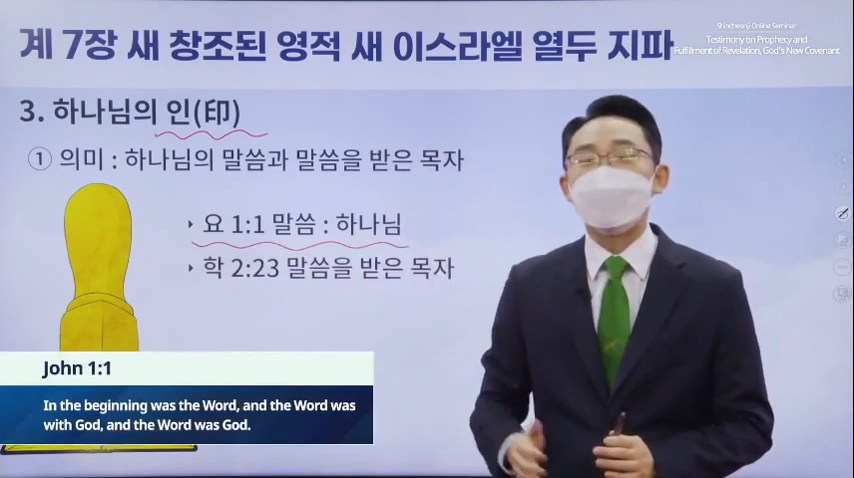 계 7장 새 창조된 영적 새 이스라엘 열두 지파
Shincheonji Online Seminar
Testimony on Prophecy and
Fulfillment of Revelation, God's New Covenant
3. 하나님의 인(印)
① 의미 : 하나님의 말씀과 말씀을 받은 목자
‣ 요 1:1 말씀 : 하나님
‣ 학 2:23 말씀을 받은 목자
John 1:1
In the beginning was the Word, and the Word was
with God, and the Word was God.